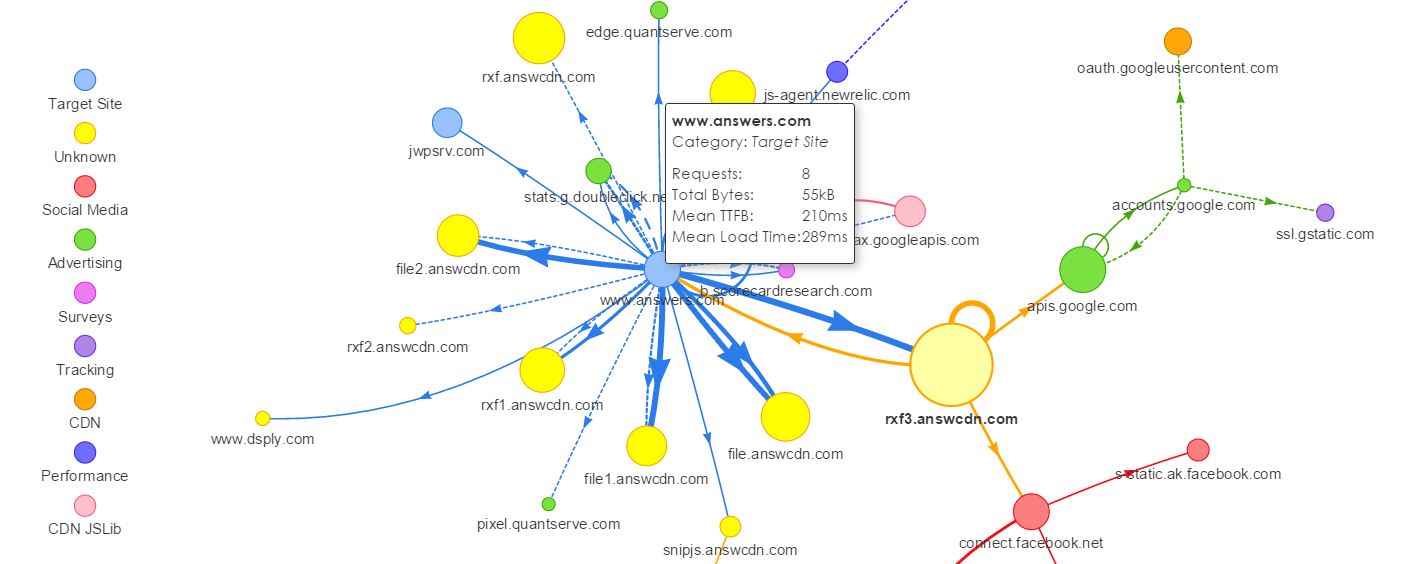 Target Site
Unknown
Social Media
Advertising
Surveys
Tracking
CDN
Performance
CDN JSLib
edge.quantserve.com
rxf.answcdn.com
js-agent.newrelic.com
oauth.googleusercontent.com
jwpsrv.com
www.answers.com
Category: Target Site
Requests: 8
Total Bytes: 55kB
Mean TTFB: 210ms
Mean Load Time:289ms
stats.g.doubleclick.ne
accounts.google.com
ssl.gstatic.com
ax.googleapis.com
file2.answcdn.com
b.scorecardresearch.com
www.answers.com
apis.google.com
rxf2.answcdn.com
rxf1.answcdn.com
rxf3.answcdn.com
www.dsply.com
file.answcdn.com
file1.answcdn.com
s-static.ak.facebook.com
pixel.quantserve.com
snipjs.answcdn.com
connect.facebook.net